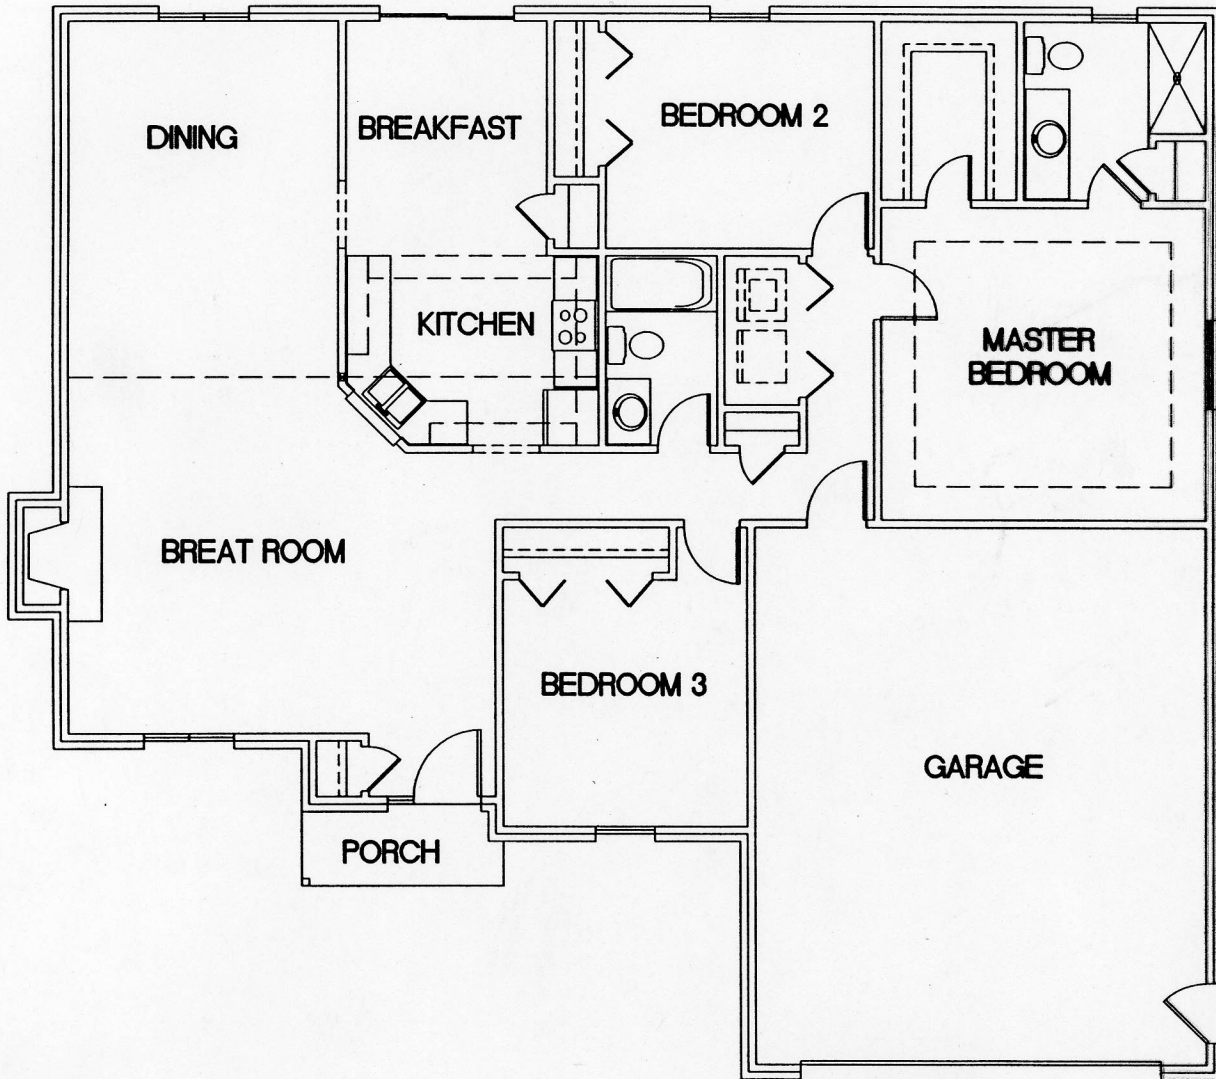 DINING
BREAKFAST
BEDROOM 2
KITCHEN
MASTER
BEDROOM
BREAT ROOM
BEDROOM 3
GARAGE
PORCH